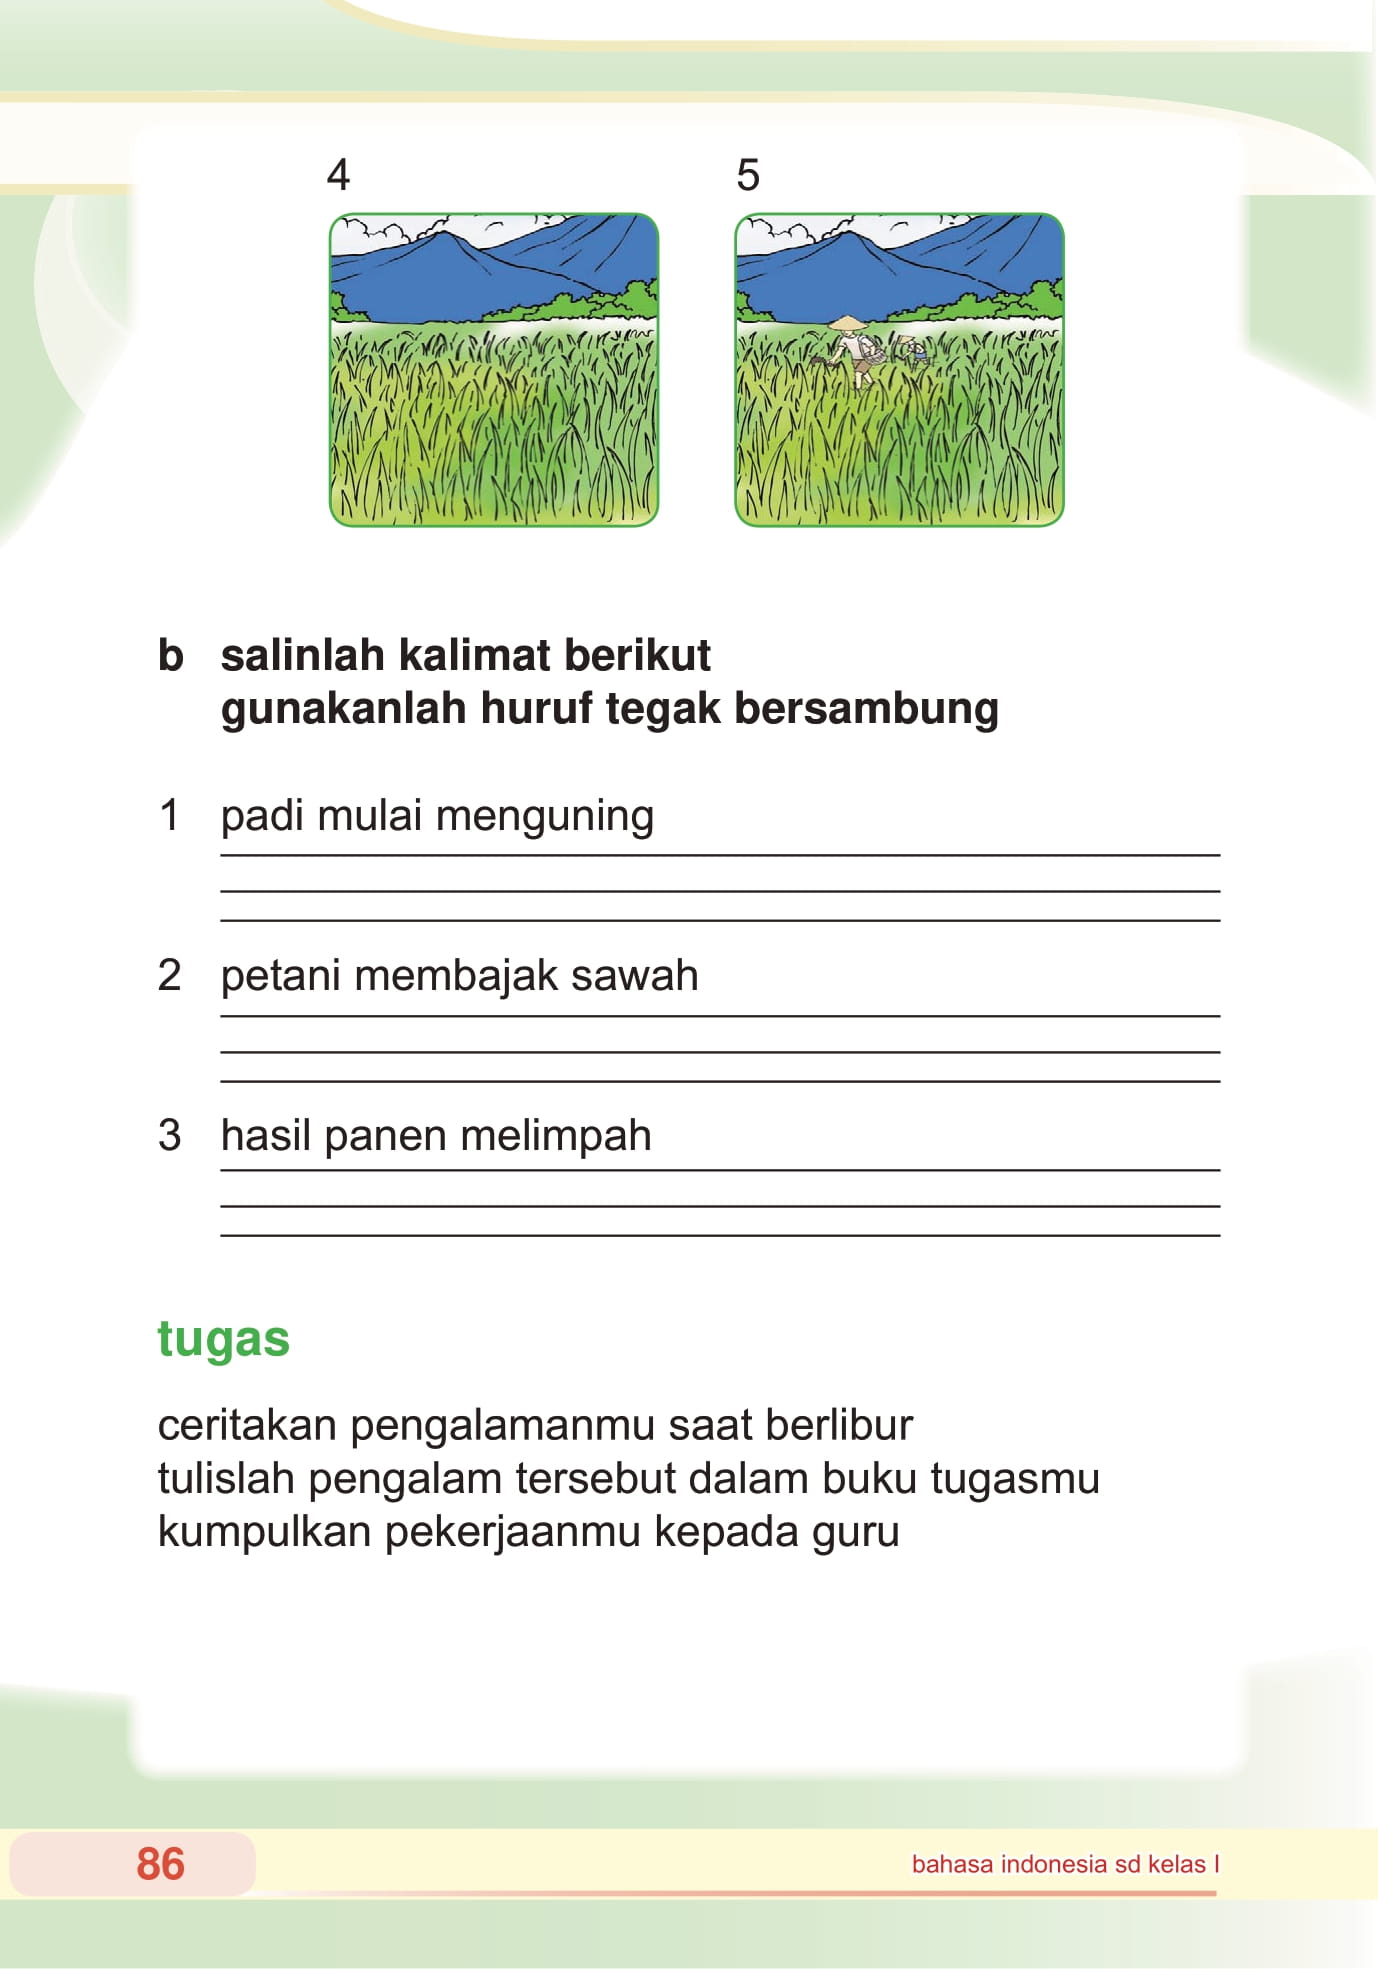 4 5
b salinlah kalimat berikut
gunakanlah huruf tegak bersambung
1 padi mulai menguning
2 petani membajak sawah
3 hasil panen melimpah
tugas
ceritakan pengalamanmu saat berlibur
tulislah pengalam tersebut dalam buku tugasmu
kumpulkan pekerjaanmu kepada guru
86 bahasa indonesia sd kelas I